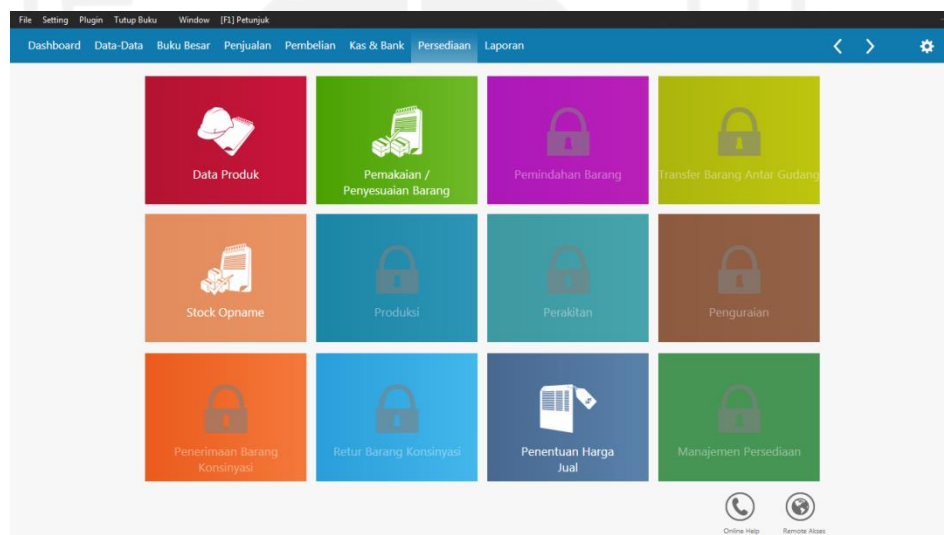 File Setting Plugin Tutup Buku Window [F1] Petunjuk
Dashboard Data-Data Buku Besar Penjualan Pembelian Kas & Bank Persediaan Laporan
Data Produk
Pemakaian /
Penyesuaian Barang
Pemindahan Barang
Transfer Barang Antar Gudang
Stock Opname
Produksi
Perakitan
Penguraian
Penerimaan Barang
Konsinyasi
Retur Barang Konsinyasi
Penentuan Harga
Jual
Manajemen Persediaan
Online Help
Remote Akses